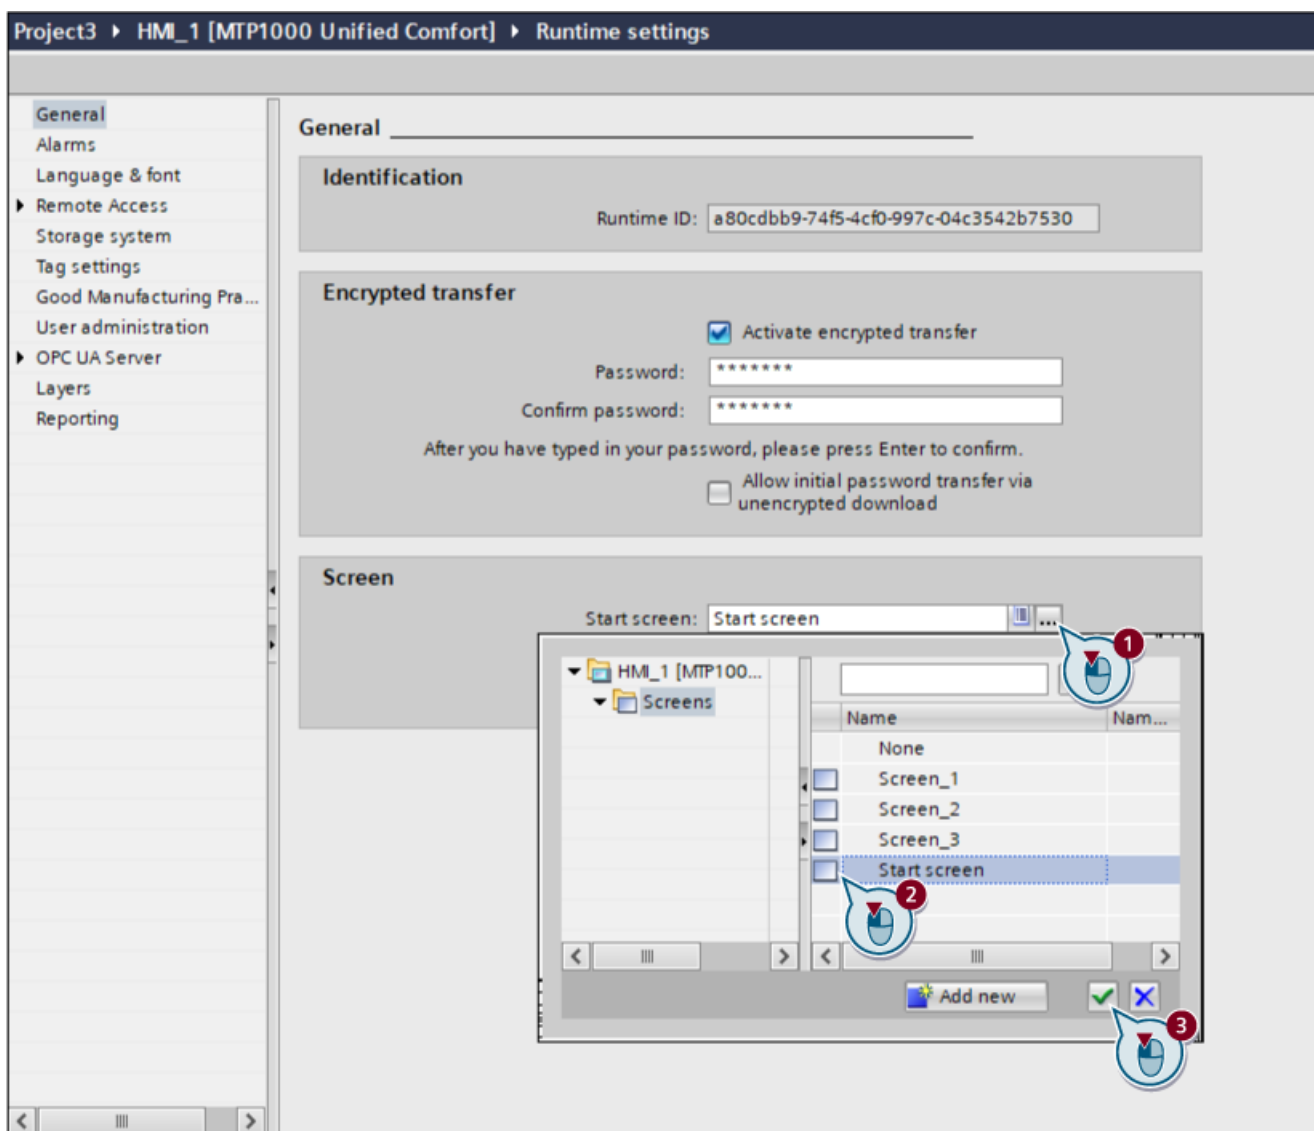 Project3 ▸ HMI_1 [MTP1000 Unified Comfort] ▸ Runtime settings
General
Alarms
Language & font
Remote Access
Storage system
Tag settings
Good Manufacturing Pra...
User administration
OPC UA Server
Layers
Reporting
General
Identification
Runtime ID: a80cdbb9-74f5-4cf0-997c-04c3542b7530
Encrypted transfer
Activate encrypted transfer
Password: *******
Confirm password: *******
After you have typed in your password, please press Enter to confirm.
Allow initial password transfer via
unencrypted download
Screen
Start screen: Start screen ...
1
HMI_1 [MTP100...
Screens
Name Nam...
None
Screen_1
Screen_2
Screen_3
Start screen
2
Add new
3